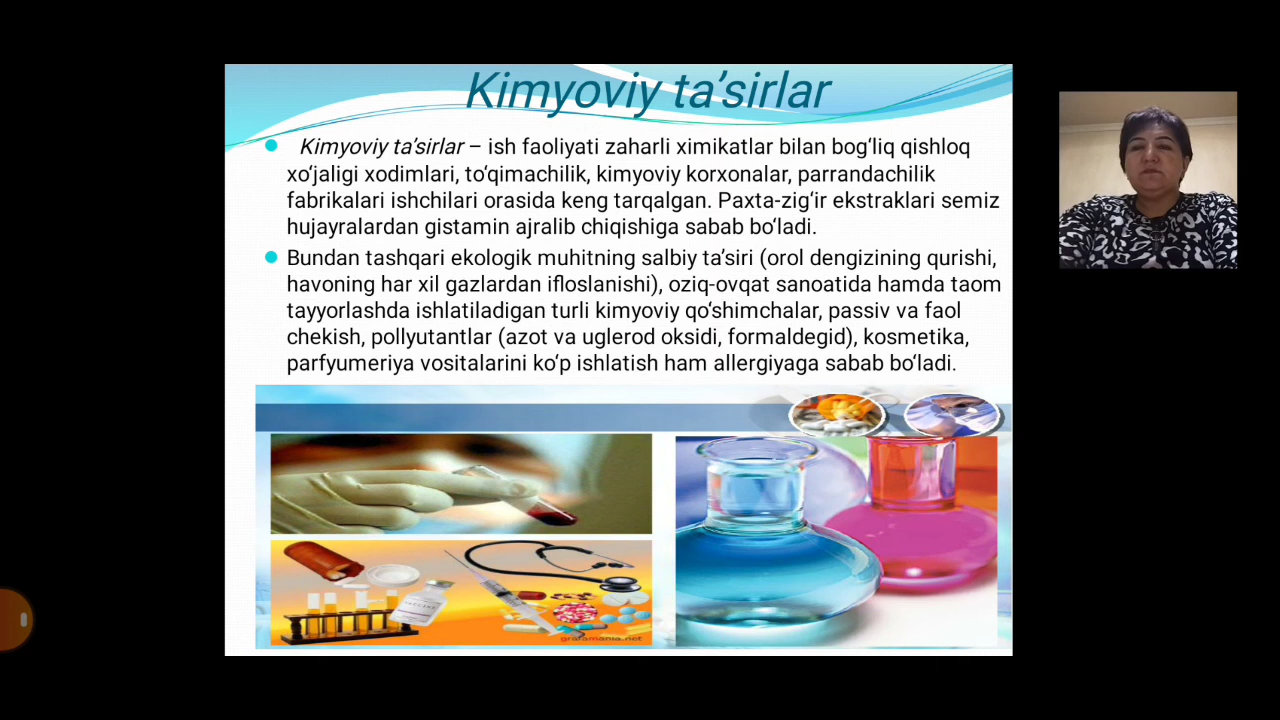 Kimyoviy ta’sirlar
Kimyoviy ta’sirlar – ish faoliyati zaharli ximikatlar bilan bog‘liq qishloq
xo‘jaligi xodimlari, to‘qimachilik, kimyoviy korxonalar, parrandachilik
fabrikalari ishchilari orasida keng tarqalgan. Paxta-zig‘ir ekstraklari semiz
hujayralardan gistamin ajralib chiqishiga sabab bo‘ladi.
Bundan tashqari ekologik muhitning salbiy ta’siri (orol dengizining qurishi,
havoning har xil gazlardan ifloslanishi), oziq-ovqat sanoatida hamda taom
tayyorlashda ishlatiladigan turli kimyoviy qo‘shimchalar, passiv va faol
chekish, pollyutantlar (azot va uglerod oksidi, formaldegid), kosmetika,
parfyumeriya vositalarini ko‘p ishlatish ham allergiyaga sabab bo‘ladi.
grafamania.net